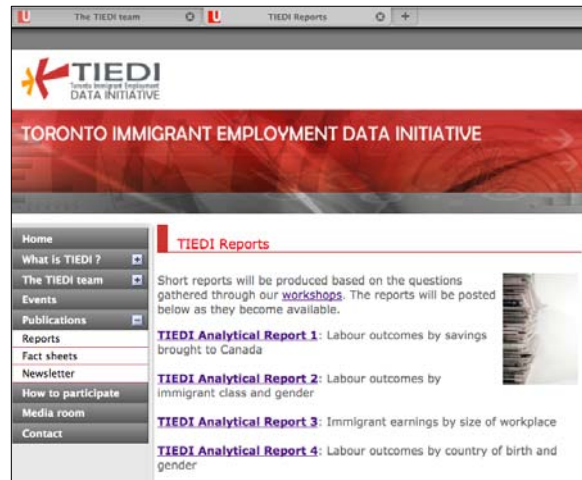 The TIEDI team
TIEDI Reports
TIEDI
Toronto Immigrant Employment
DATA INITIATIVE
TORONTO IMMIGRANT EMPLOYMENT DATA INITIATIVE
Home
What is TIEDI ?
The TIEDI team
Events
Publications
Reports
Fact sheets
Newsletter
How to participate
Media room
Contact
TIEDI Reports
Short reports will be produced based on the questions
gathered through our workshops. The reports will be posted
below as they become available.
TIEDI Analytical Report 1: Labour outcomes by savings
brought to Canada
TIEDI Analytical Report 2: Labour outcomes by
immigrant class and gender
TIEDI Analytical Report 3: Immigrant earnings by size of workplace
TIEDI Analytical Report 4: Labour outcomes by country of birth and
gender